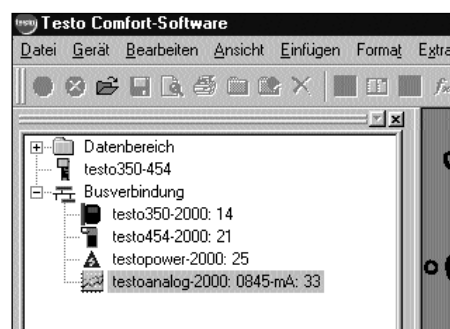 Testo Comfort-Software
Datei Gerät Bearbeiten Ansicht Einfügen Format Extra
Datenbereich
testo350-454
Busverbindung
testo350-2000: 14
testo454-2000: 21
testopower-2000: 25
testoanalog-2000: 0845-mA: 33